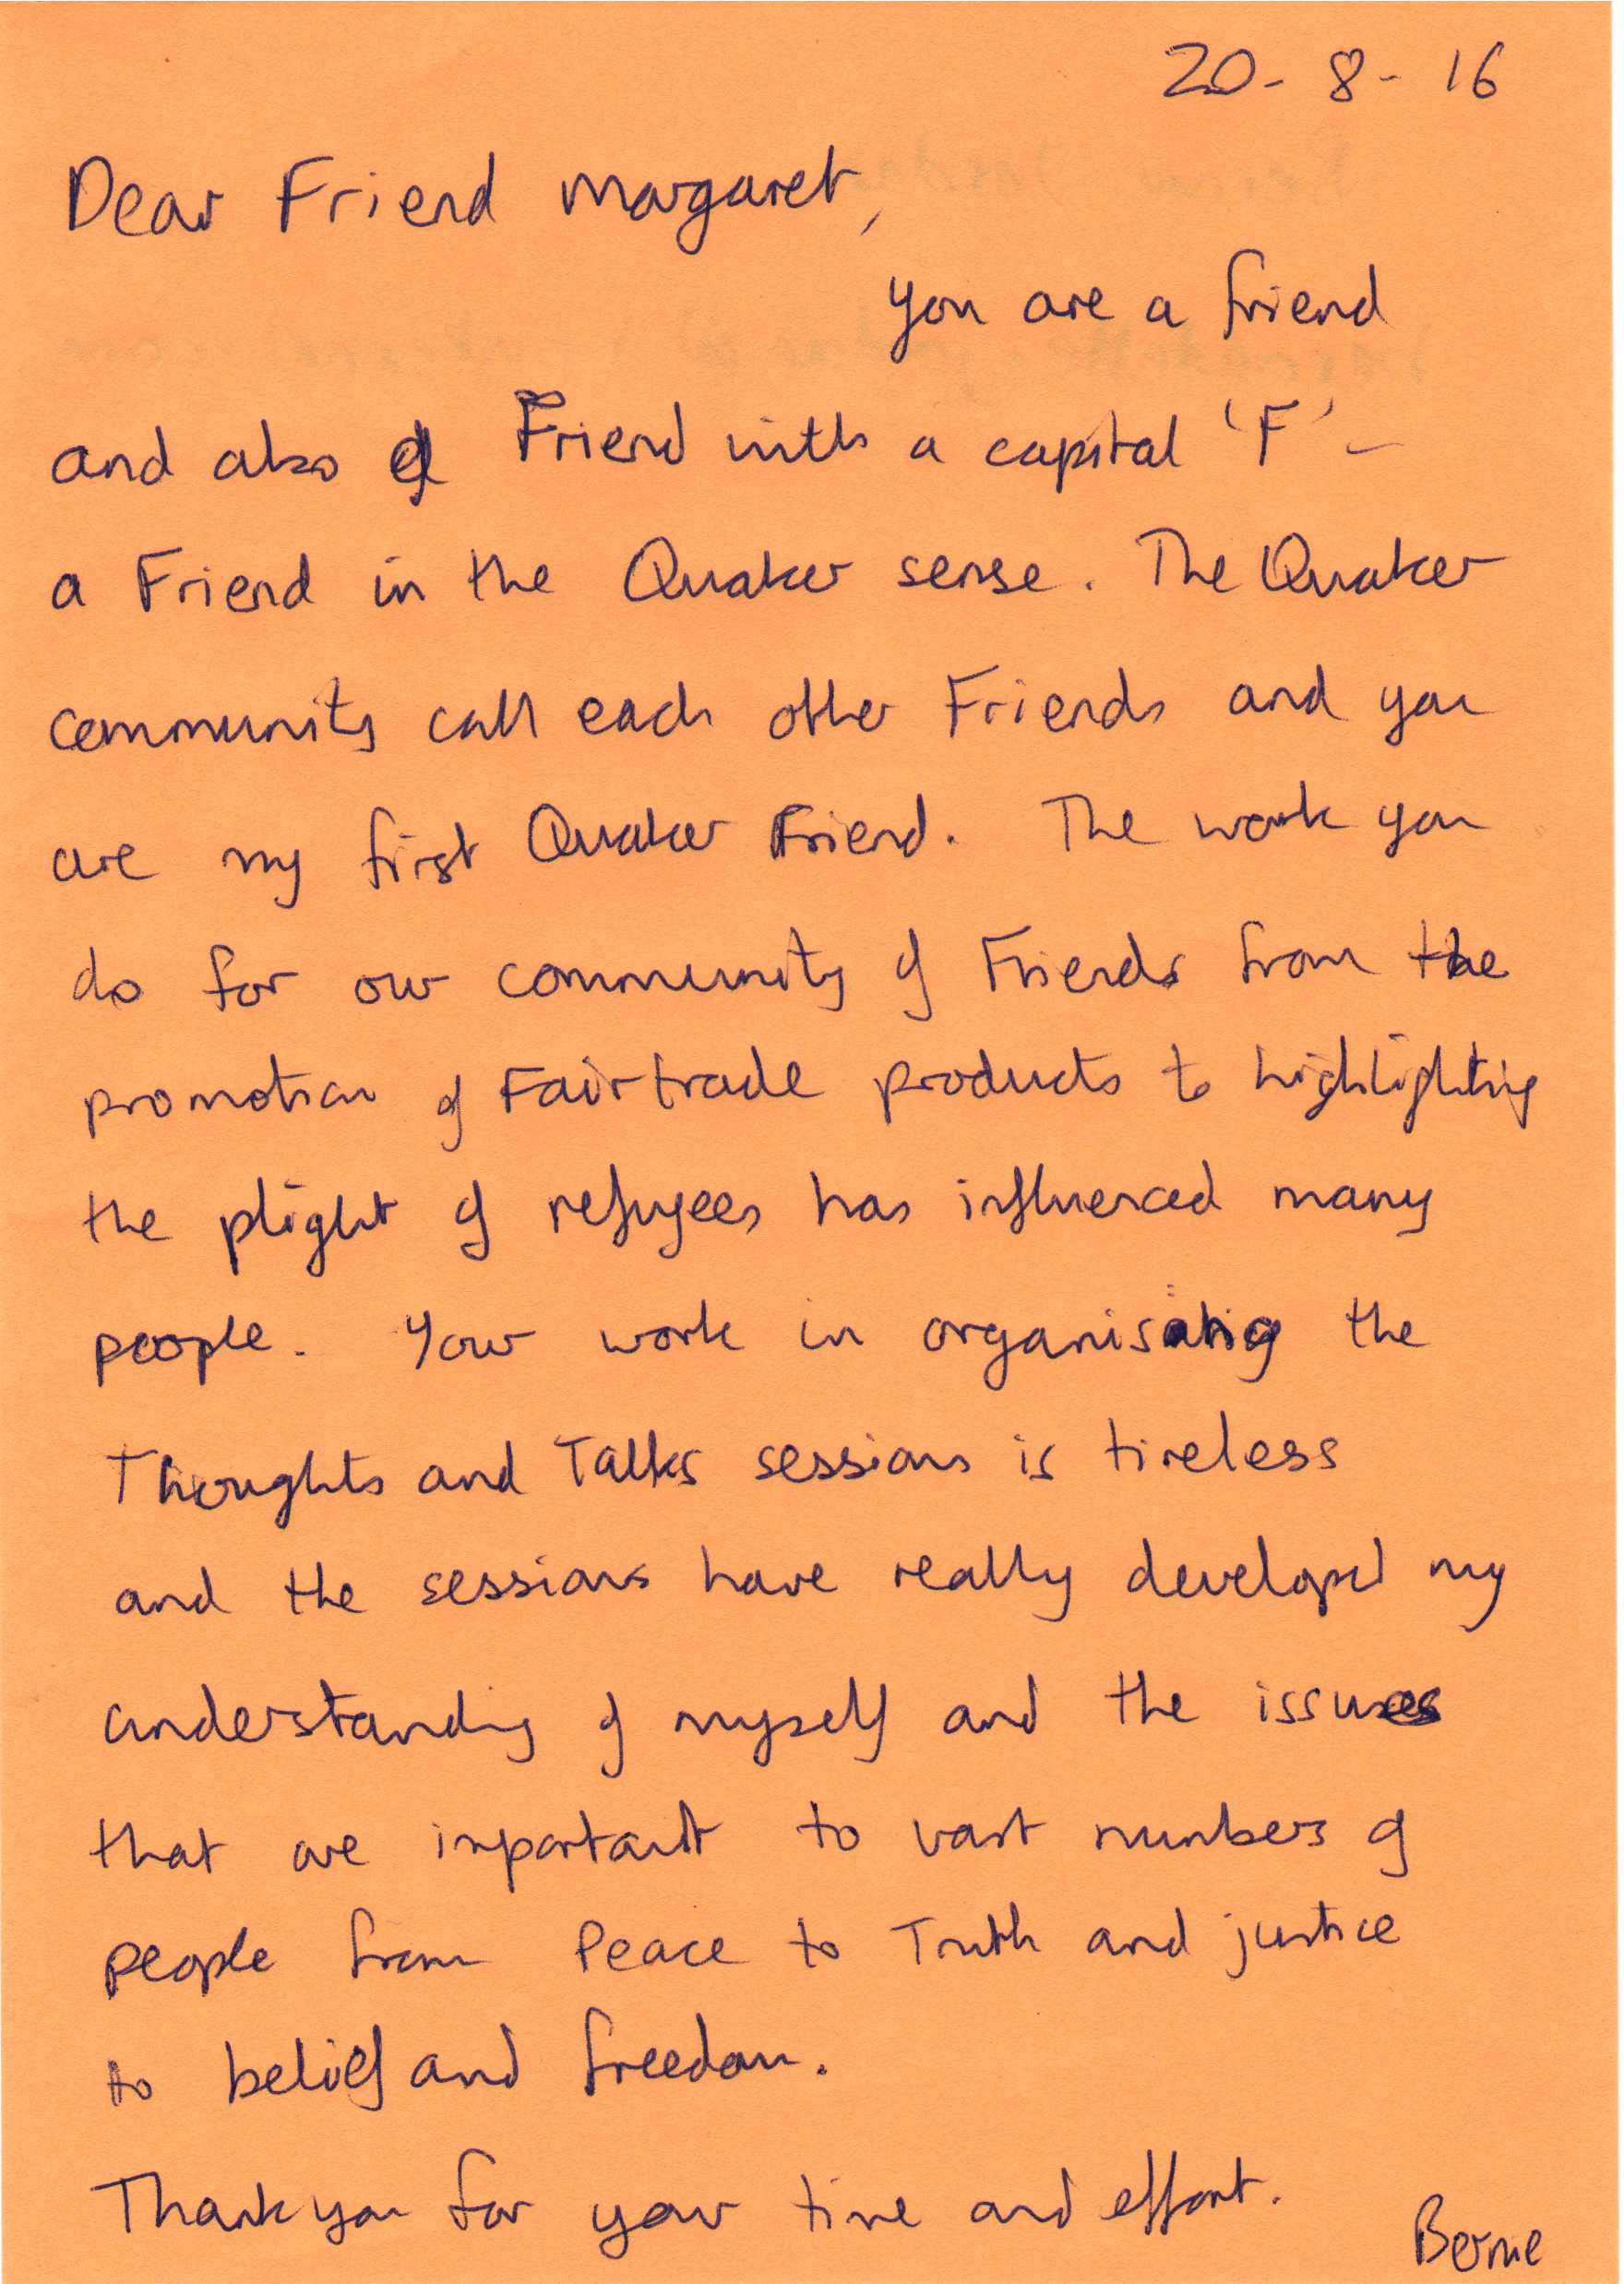 20-8-16
Dear Friend Margaret,
you are a friend
and also a Friend with a capital 'F' -
a Friend in the Quaker sense. The Quaker
community call each other Friends and you
are my first Quaker Friend. The work you
do for our community of Friends from the
promotion of Fairtrade products to highlighting
the plight of refugees has influenced many
people. Your work in organising the
Thoughts and Talks sessions is tireless
and the sessions have really developed my
understanding of myself and the issues
that are important to vast numbers of
people from Peace to Truth and justice
to belief and freedom.
Thank you for your time and effort.